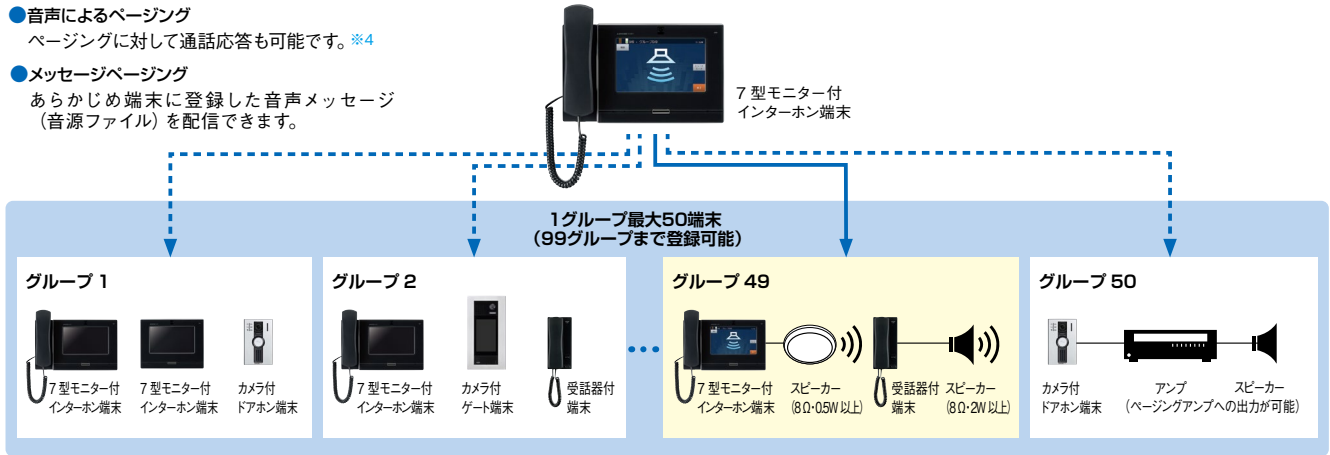 ●音声によるページング
ページングに対して通話応答も可能です。※4
●メッセージページング
あらかじめ端末に登録した音声メッセージ
（音源ファイル）を配信できます。
7型モニター付
インターホン端末
1グループ最大50端末
（99グループまで登録可能）
グループ 1
7型モニター付
インターホン端末
7型モニター付
インターホン端末
カメラ付
ドアホン端末
グループ 2
7型モニター付
インターホン端末
カメラ付
ゲート端末
受話器付
端末
グループ 49
7型モニター付
インターホン端末
スピーカー
（8Ω・0.5W以上）
受話器付
端末
スピーカー
（8Ω・2W以上）
グループ 50
カメラ付
ドアホン端末
アンプ
スピーカー
（ページングアンプへの出力が可能）